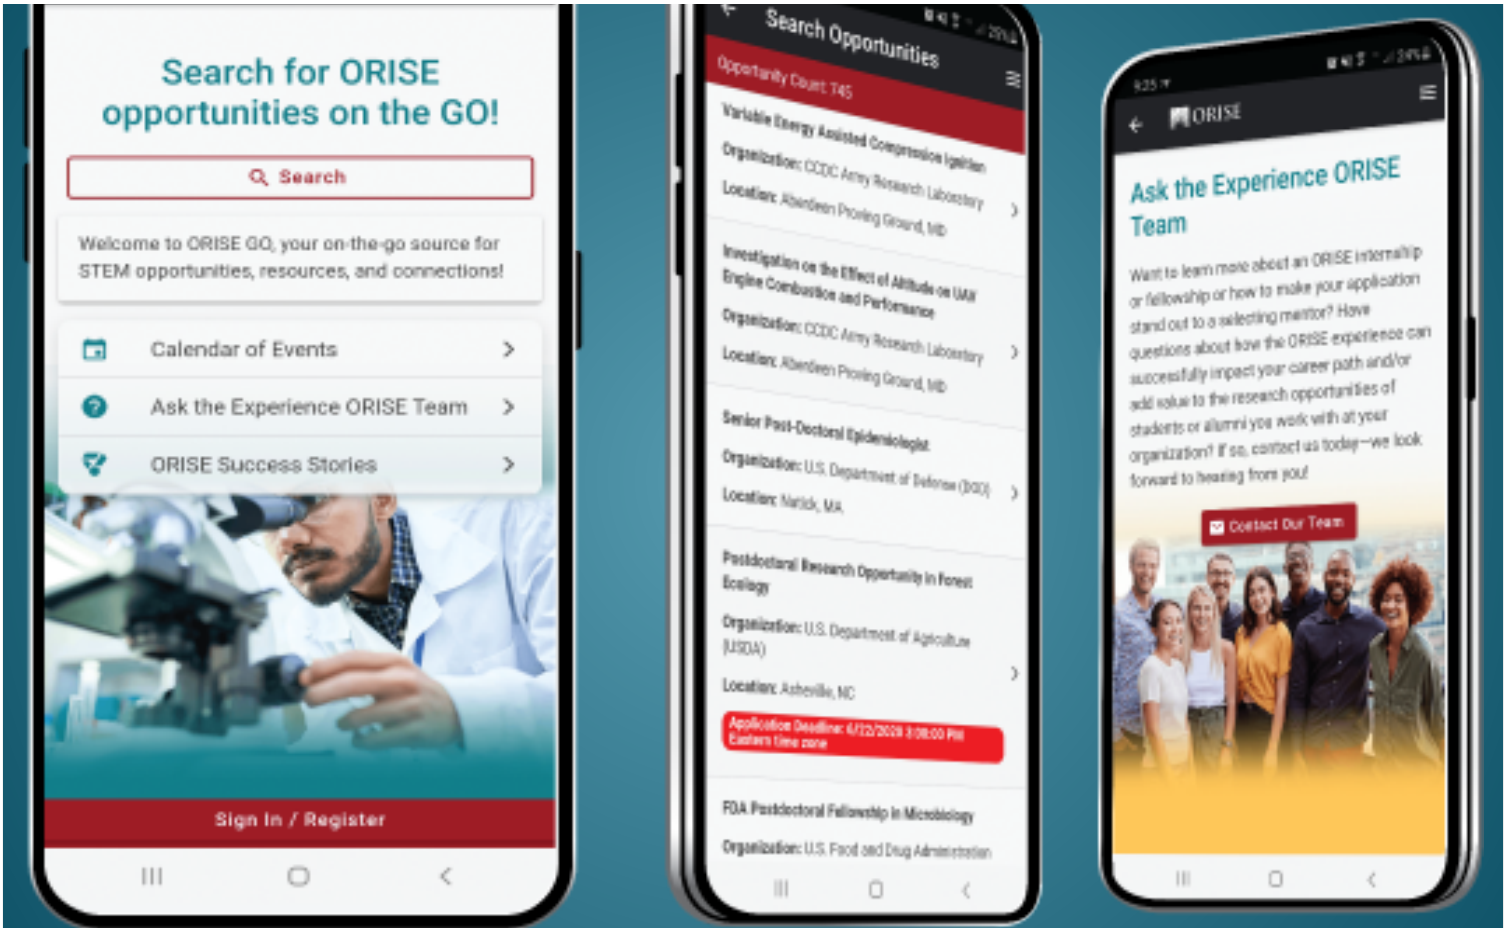 Search for ORISE
opportunities on the GO!
Search
Welcome to ORISE GO, your on-the-go source for
STEM opportunities, resources, and connections!
Calendar of Events
Ask the Experience ORISE Team
ORISE Success Stories
Sign In / Register
Search Opportunities
Opportunity Count: 745
Variable Energy Assisted Compression Ignition
Organization: CCDC Army Research Laboratory
Location: Aberdeen Proving Ground, MD
Investigation on the Effect of Altitude on UAV
Engine Combustion and Performance
Organization: CCDC Army Research Laboratory
Location: Aberdeen Proving Ground, MD
Senior Post-Doctoral Epidemiologist
Organization: U.S. Department of Defense (DOD)
Location: Natick, MA
Postdoctoral Research Opportunity in Forest
Ecology
Organization: U.S. Department of Agriculture
(USDA)
Location: Asheville, NC
Application Deadline: 3:00:00 PM
Eastern time zone
FDA Postdoctoral Fellowship in Microbiology
Organization: U.S. Food and Drug Administration
9:25
ORISE
Ask the Experience ORISE
Team
Want to learn more about an ORISE internship
or fellowship or how to make your application
stand out to a selecting mentor? Have
questions about how the ORISE experience can
successfully impact your career path and/or
add value to the research opportunities of
students or alumni you work with at your
organization? If so, contact us today—we look
forward to hearing from you!
Contact Our Team